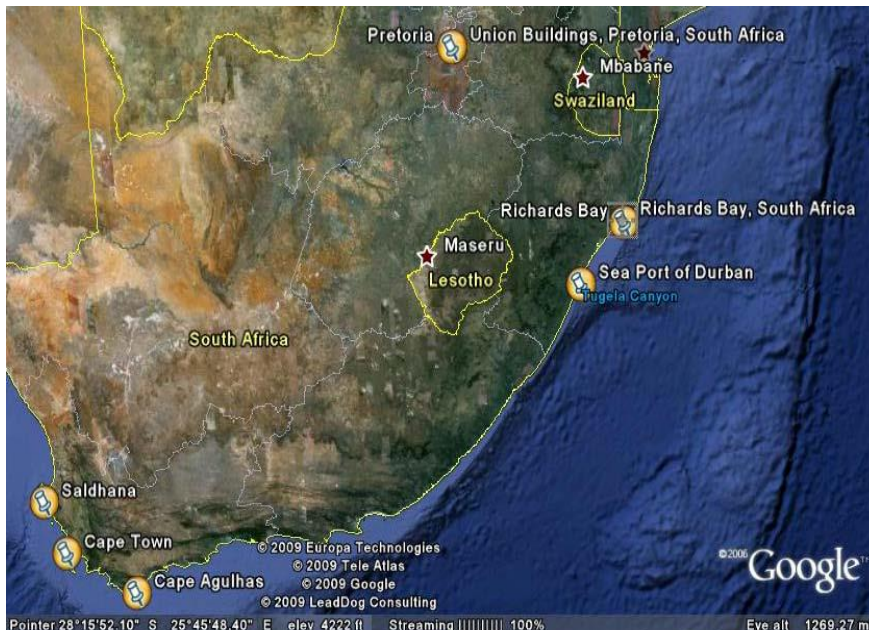 Pretoria
Union Buildings, Pretoria, South Africa
Mbabane
Swaziland
Richards Bay
Richards Bay, South Africa
Maseru
Lesotho
Sea Port of Durban
Tugela Canyon
South Africa
Saldhana
Cape Town
Cape Agulhas
© 2009 Europa Technologies
© 2009 Tele Atlas
© 2009 Google
© 2009 LeadDog Consulting
©2006 Google™
Pointer 28°15'52.10" S 25°45'48.40" E elev 4222 ft Streaming ||||||||| 100% Eye alt 1269.27 mi